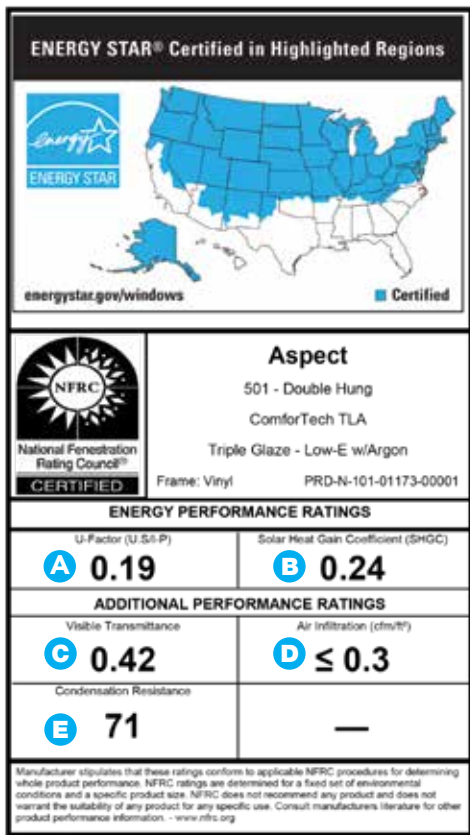 ENERGY STAR® Certified in Highlighted Regions
energy
ENERGY STAR
energystar.gov/windows
Certified
NFRC
National Fenestration
Rating Council®
CERTIFIED
Aspect
501 - Double Hung
ComforTech TLA
Triple Glaze - Low-E w/Argon
Frame: Vinyl PRD-N-101-01173-00001
ENERGY PERFORMANCE RATINGS
U-Factor (U.S/I-P)
A 0.19
Solar Heat Gain Coefficient (SHGC)
B 0.24
ADDITIONAL PERFORMANCE RATINGS
Visible Transmittance
C 0.42
Air Infiltration (cfm/ft²)
D ≤ 0.3
Condensation Resistance
E 71
—
Manufacturer stipulates that these ratings conform to applicable NFRC procedures for determining
whole product performance. NFRC ratings are determined for a fixed set of environmental
conditions and a specific product size. NFRC does not recommend any product and does not
warrant the suitability of any product for any specific use. Consult manufacturers literature for other
product performance information. - www.nfrc.org